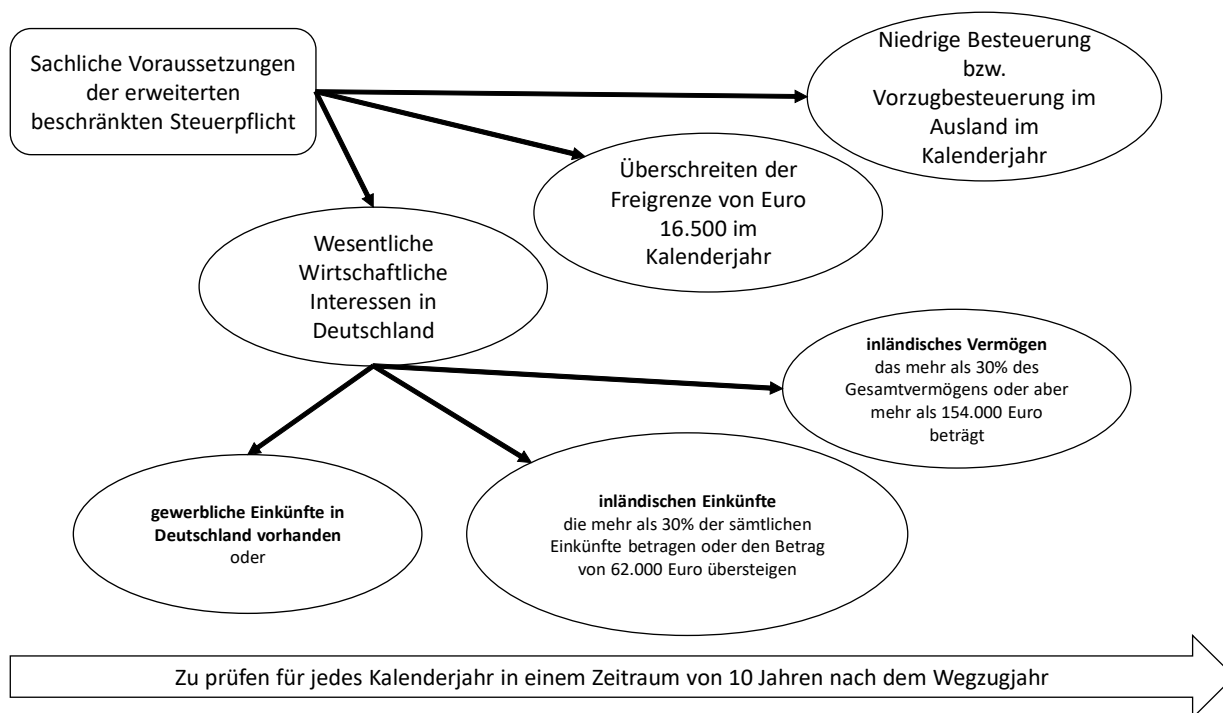 Sachliche Voraussetzungen
der erweiterten
beschränkten Steuerpflicht
Niedrige Besteuerung
bzw.
Vorzugbesteuerung im
Ausland im
Kalenderjahr
Überschreiten der
Freigrenze von Euro
16.500 im
Kalenderjahr
Wesentliche
Wirtschaftliche
Interessen in
Deutschland
inländisches Vermögen
das mehr als 30% des
Gesamtvermögens oder aber
mehr als 154.000 Euro
beträgt
gewerbliche Einkünfte in
Deutschland vorhanden
oder
inländischen Einkünfte
die mehr als 30% der sämtlichen
Einkünfte betragen oder den Betrag
von 62.000 Euro übersteigen
Zu prüfen für jedes Kalenderjahr in einem Zeitraum von 10 Jahren nach dem Wegzugjahr